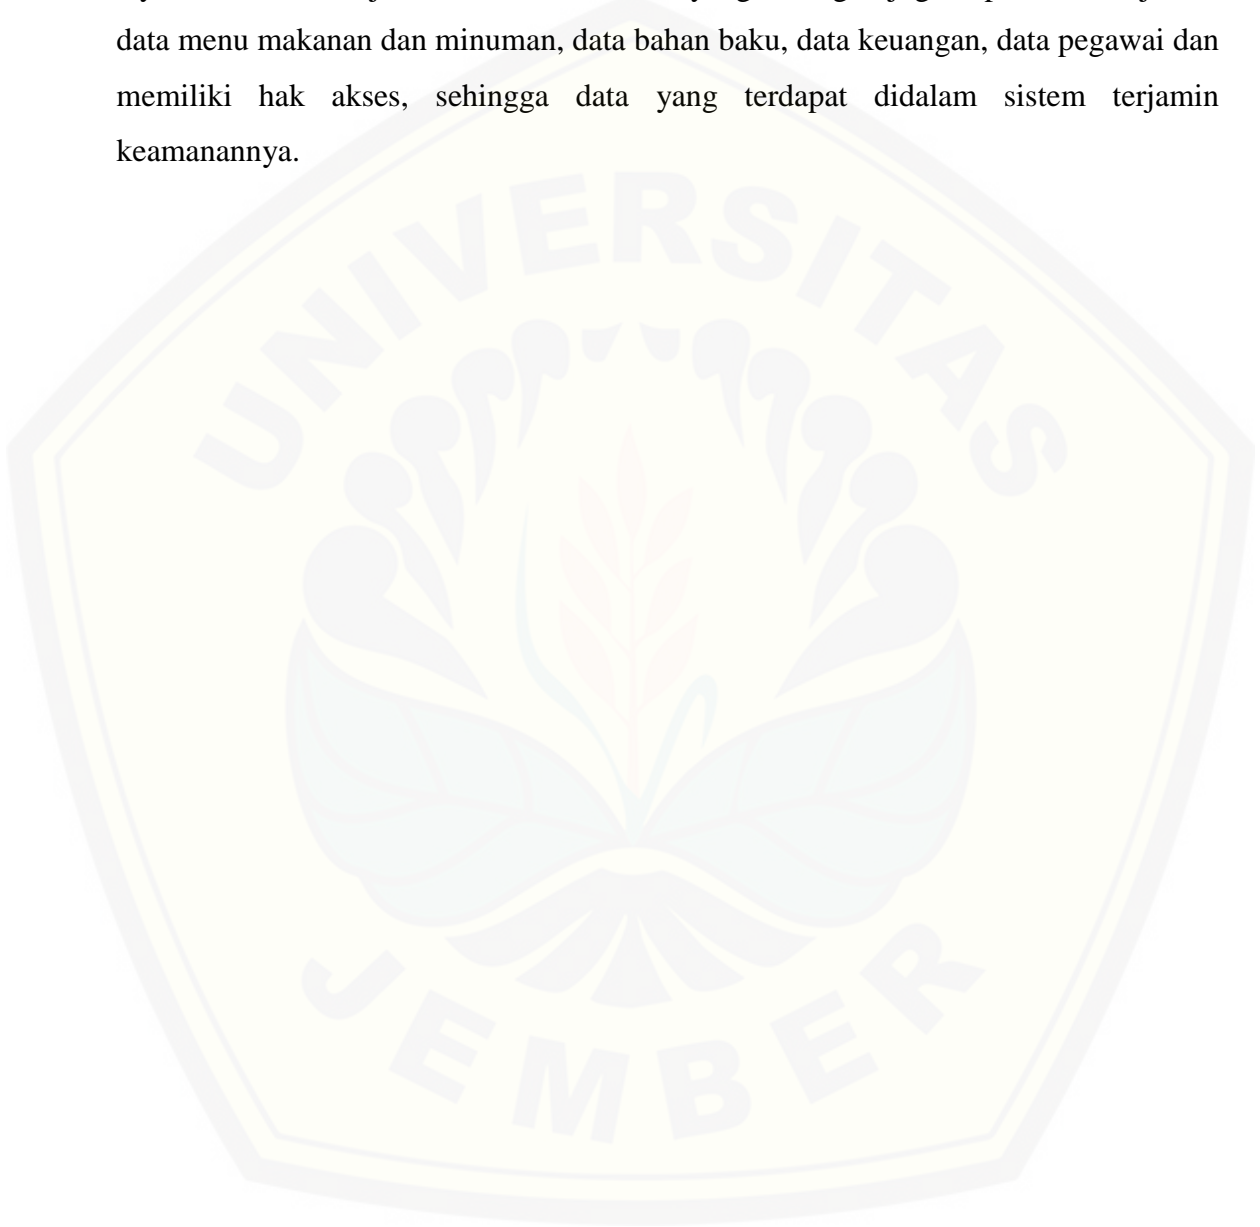 data menu makanan dan minuman, data bahan baku, data keuangan, data pegawai dan
memiliki hak akses, sehingga data yang terdapat didalam sistem terjamin
keamanannya.
UNIVERSITAS
JEMBER